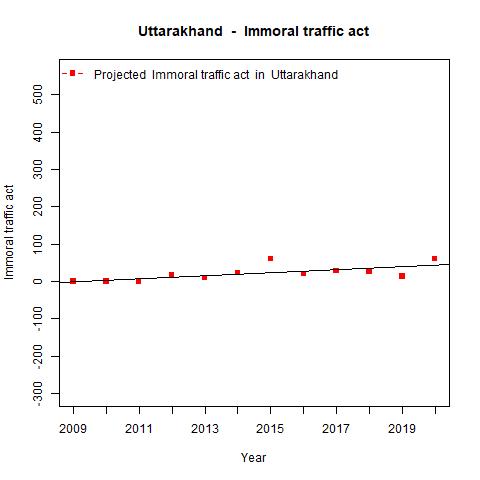 Uttarakhand - Immoral traffic act
Projected Immoral traffic act in Uttarakhand
500
400
300
200
100
0
-100
-200
-300
Immoral traffic act
2009 2011 2013 2015 2017 2019
Year